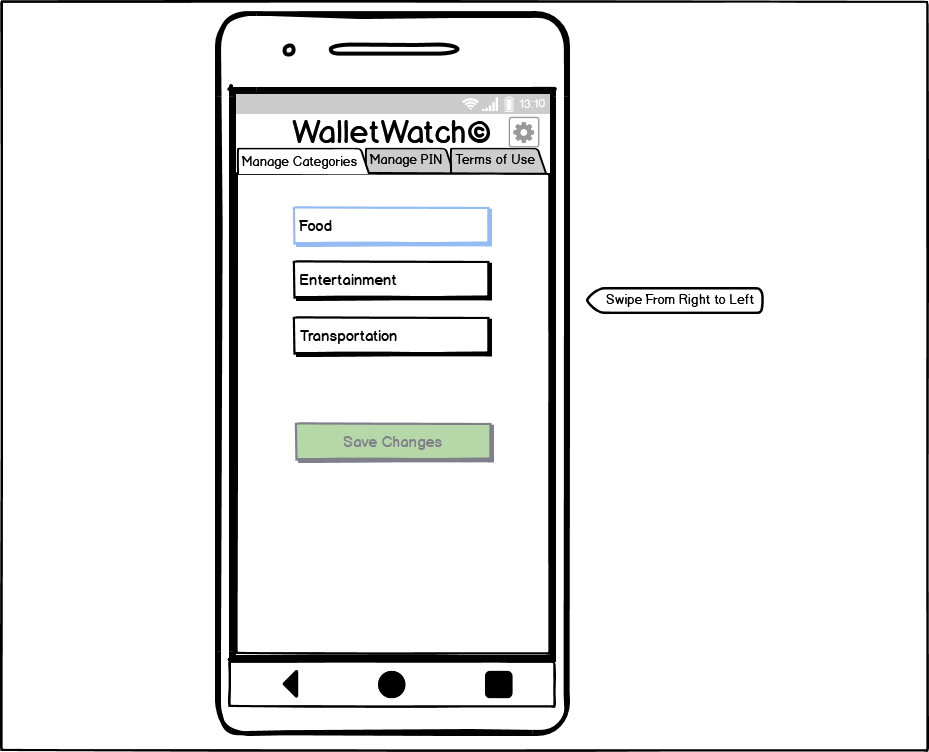 13:10
WalletWatch©
Manage Categories Manage PIN Terms of Use
Food
Entertainment
Swipe From Right to Left
Transportation
Save Changes